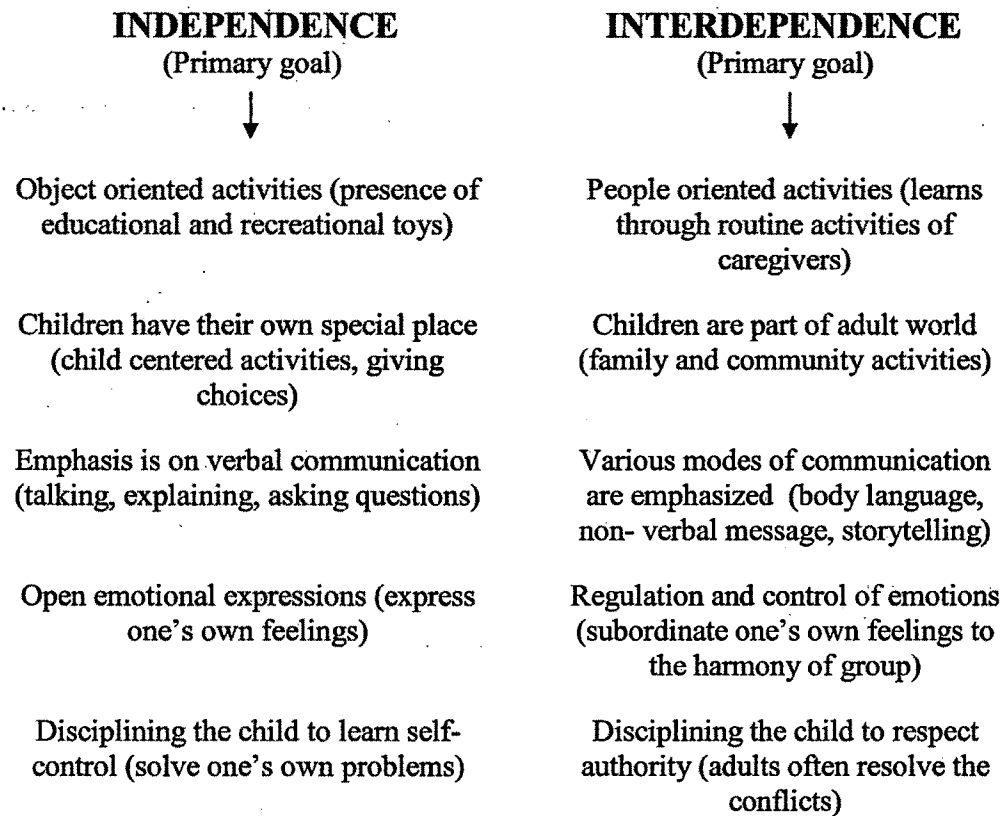 INDEPENDENCE
(Primary goal)
Object oriented activities (presence of
educational and recreational toys)
Children have their own special place
(child centered activities, giving
choices)
Emphasis is on verbal communication
(talking, explaining, asking questions)
Open emotional expressions (express
one's own feelings)
Disciplining the child to learn self-
control (solve one's own problems)
INTERDEPENDENCE
(Primary goal)
People oriented activities (learns
through routine activities of
caregivers)
Children are part of adult world
(family and community activities)
Various modes of communication
are emphasized (body language,
non- verbal message, storytelling)
Regulation and control of emotions
(subordinate one's own feelings to
the harmony of group)
Disciplining the child to respect
authority (adults often resolve the
conflicts)